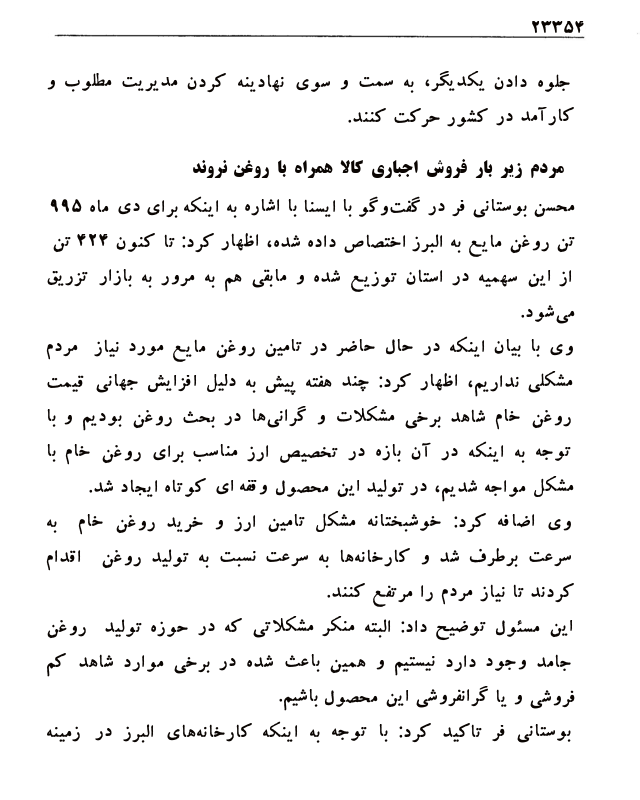 ۲۳۳۵۴
جلوه دادن یکدیگر، به سمت و سوی نهادینه کردن مدیریت مطلوب و
کارآمد در کشور حرکت کنند.
مردم زیر بار فروش اجباری کالا همراه با روغن نروند
محسن بوستانی فر در گفت‌وگو با ایسنا با اشاره به اینکه برای دی ماه ۹۹۵
تن روغن مایع به البرز اختصاص داده شده، اظهار کرد: تا کنون ۴۲۴ تن
از این سهمیه در استان توزیع شده و مابقی هم به مرور به بازار تزریق
می‌شود.
وی با بیان اینکه در حال حاضر در تامین روغن مایع مورد نیاز مردم
مشکلی نداریم، اظهار کرد: چند هفته پیش به دلیل افزایش جهانی قیمت
روغن خام شاهد برخی مشکلات و گرانی‌ها در بحث روغن بودیم و با
توجه به اینکه در آن بازه در تخصیص ارز مناسب برای روغن خام با
مشکل مواجه شدیم، در تولید این محصول وقفه ای کوتاه ایجاد شد.
وی اضافه کرد: خوشبختانه مشکل تامین ارز و خرید روغن خام به
سرعت برطرف شد و کارخانه‌ها به سرعت نسبت به تولید روغن اقدام
کردند تا نیاز مردم را مرتفع کنند.
این مسئول توضیح داد: البته منکر مشکلاتی که در حوزه تولید روغن
جامد وجود دارد نیستیم و همین باعث شده در برخی موارد شاهد کم
فروشی و یا گرانفروشی این محصول باشیم.
بوستانی فر تاکید کرد: با توجه به اینکه کارخانه‌های البرز در زمینه